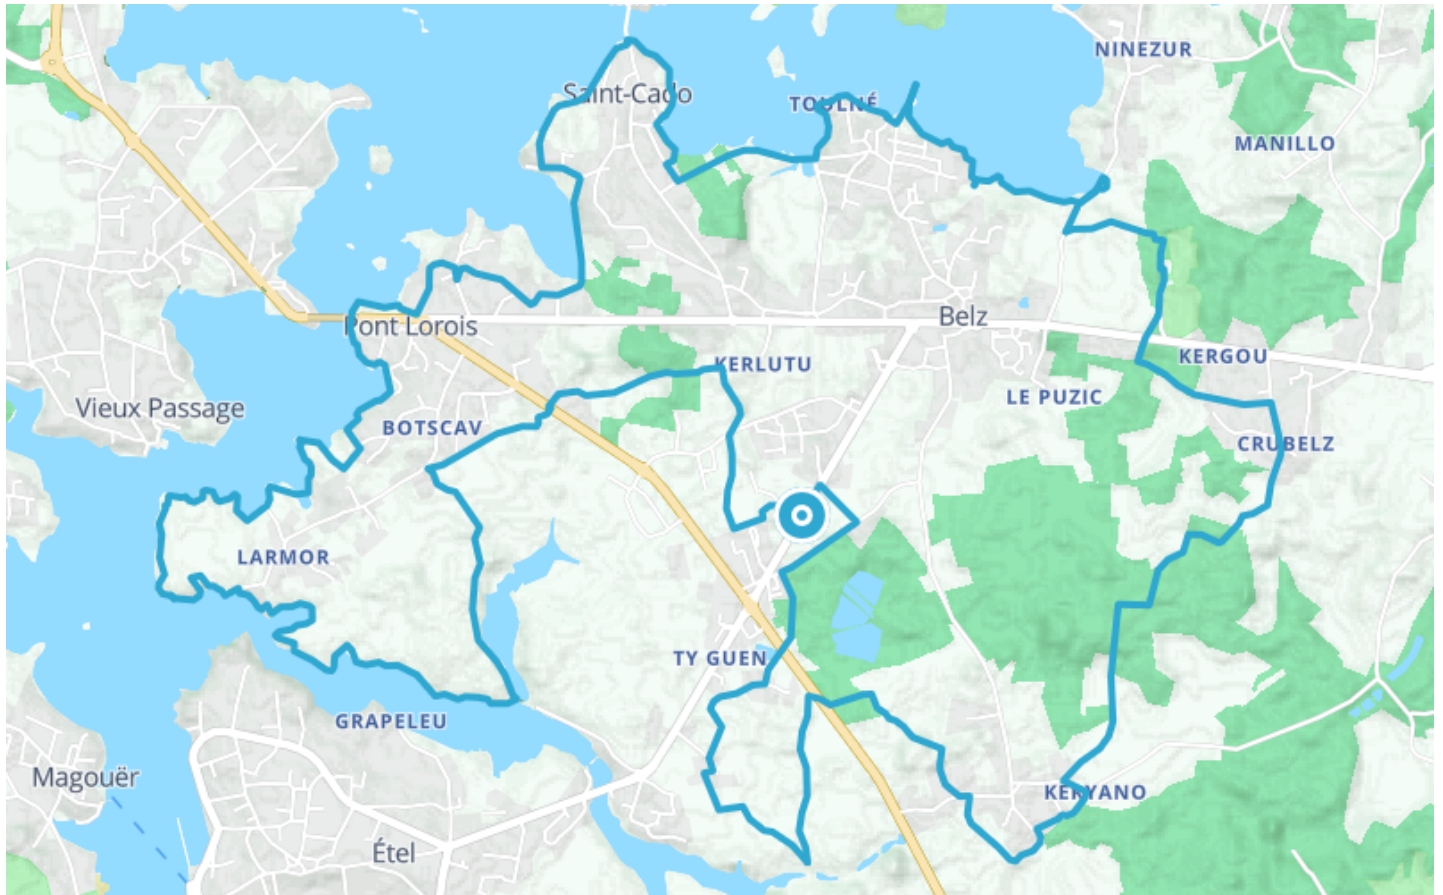 NINEZUR
Saint-Cado
TOULNÉ
MANILLO
Belz
Pont Lorois
KERGOU
KERLUTU
LE PUZIC
Vieux Passage
BOTSCAV
CRUBELZ
LARMOR
TY GUEN
GRAPELEU
Magouër
KERYANO
Étel